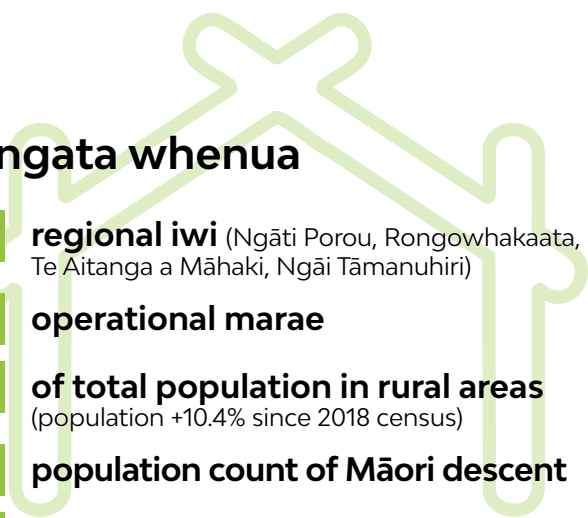 ngata whenua
regional iwi (Ngāti Porou, Rongowhakaata,
Te Aitanga a Māhaki, Ngāi Tāmanuhiri)
operational marae
of total population in rural areas
(population +10.4% since 2018 census)
population count of Māori descent